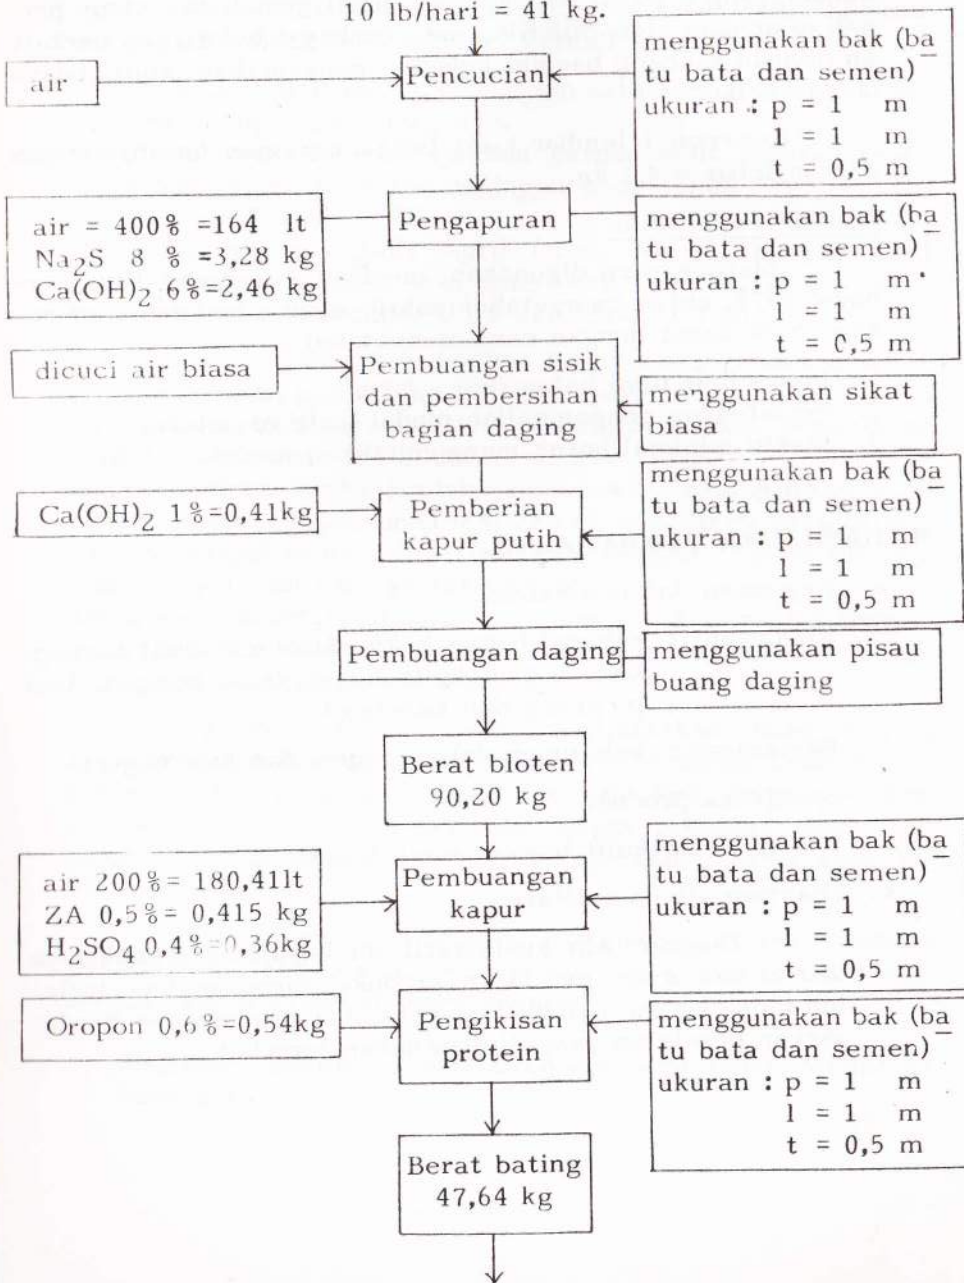 10 lb/hari = 41 kg.
air
Pencucian
menggunakan bak (ba
tu bata dan semen)
ukuran : p = 1 m
l = 1 m
t = 0,5 m
air = 400% =164 lt
Na2S 8 % =3,28 kg
Ca(OH)2 6%=2,46 kg
Pengapuran
menggunakan bak (ba
tu bata dan semen)
ukuran : p = 1 m
l = 1 m
t = 0,5 m
dicuci air biasa
Pembuangan sisik
dan pembersihan
bagian daging
menggunakan sikat
biasa
Ca(OH)2 1%=0,41kg
Pemberian
kapur putih
menggunakan bak (ba
tu bata dan semen)
ukuran : p = 1 m
l = 1 m
t = 0,5 m
Pembuangan daging
menggunakan pisau
buang daging
Berat bloten
90,20 kg
air 200%= 180,41lt
ZA 0,5%= 0,415 kg
H2SO4 0,4%=0,36kg
Pembuangan
kapur
menggunakan bak (ba
tu bata dan semen)
ukuran : p = 1 m
l = 1 m
t = 0,5 m
Oropon 0,6%=0,54kg
Pengikisan
protein
menggunakan bak (ba
tu bata dan semen)
ukuran : p = 1 m
l = 1 m
t = 0,5 m
Berat bating
47,64 kg